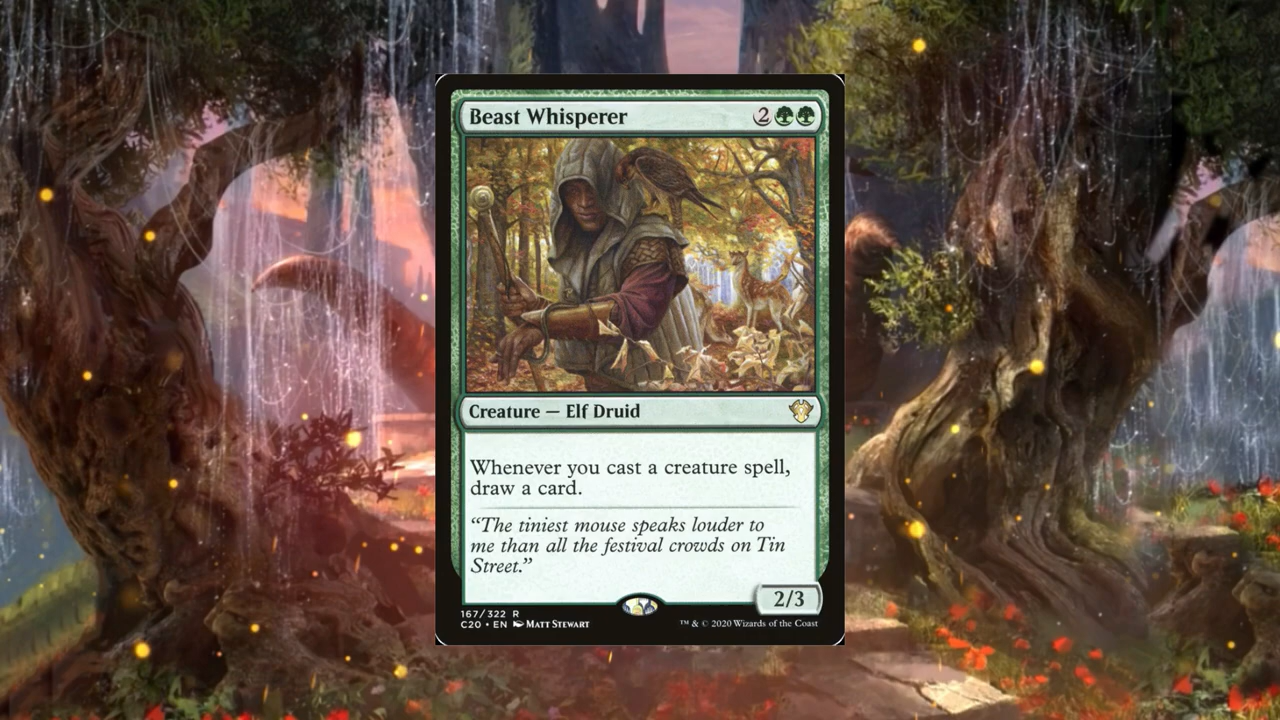 Beast Whisperer 2
Creature — Elf Druid
Whenever you cast a creature spell,
draw a card.
“The tiniest mouse speaks louder to
me than all the festival crowds on Tin
Street.”
2/3
167/322 R
C20 • EN Matt Stewart ™ & © 2020 Wizards of the Coast